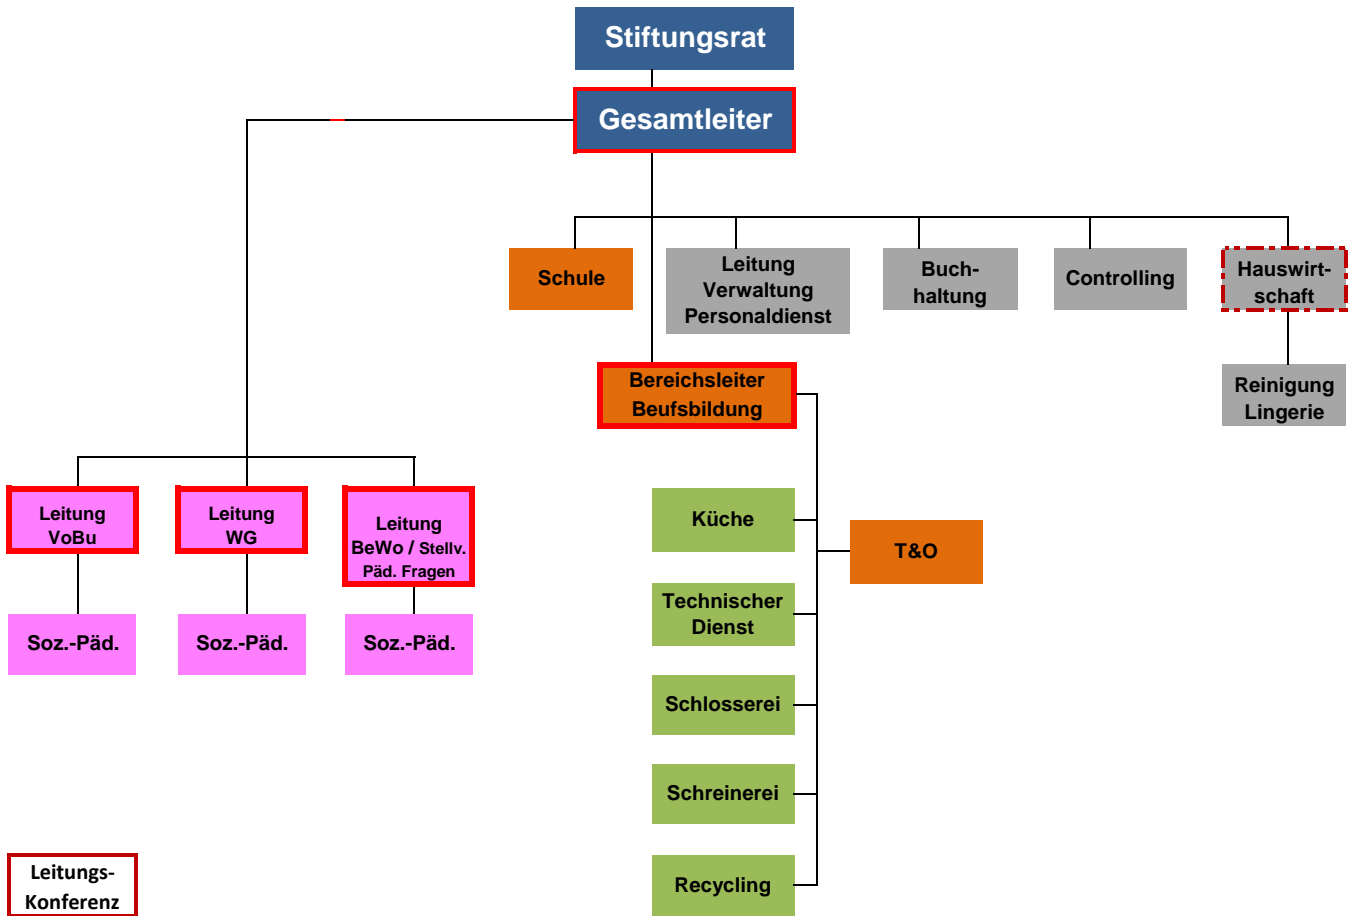 Stiftungsrat
Gesamtleiter
Schule
Leitung
Verwaltung
Personaldienst
Buch-
haltung
Controlling
Hauswirt-
schaft
Bereichsleiter
Beufsbildung
Reinigung
Lingerie
Leitung
VoBu
Leitung
WG
Leitung
BeWo / Stellv.
Päd. Fragen
Küche
T&O
Technischer
Dienst
Soz.-Päd.
Soz.-Päd.
Soz.-Päd.
Schlosserei
Schreinerei
Recycling
Leitungs-
Konferenz